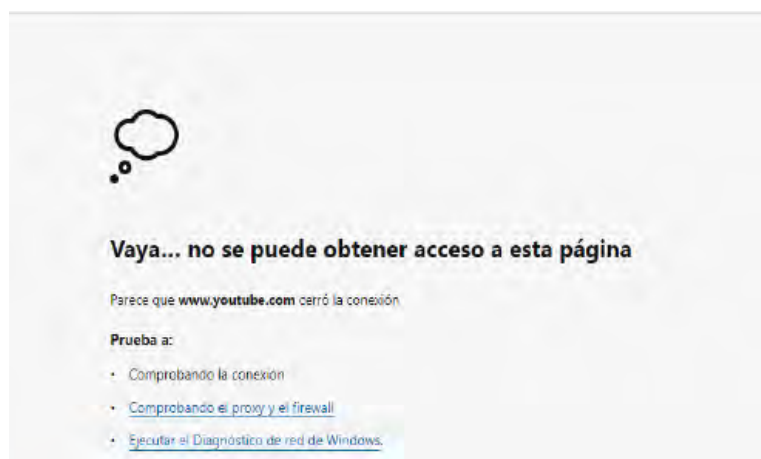 Vaya... no se puede obtener acceso a esta página
Parece que www.youtube.com cerró la conexión
Prueba a:
• Comprobando la conexión
• Comprobando el proxy y el firewall
• Ejecutar el Diagnóstico de red de Windows.